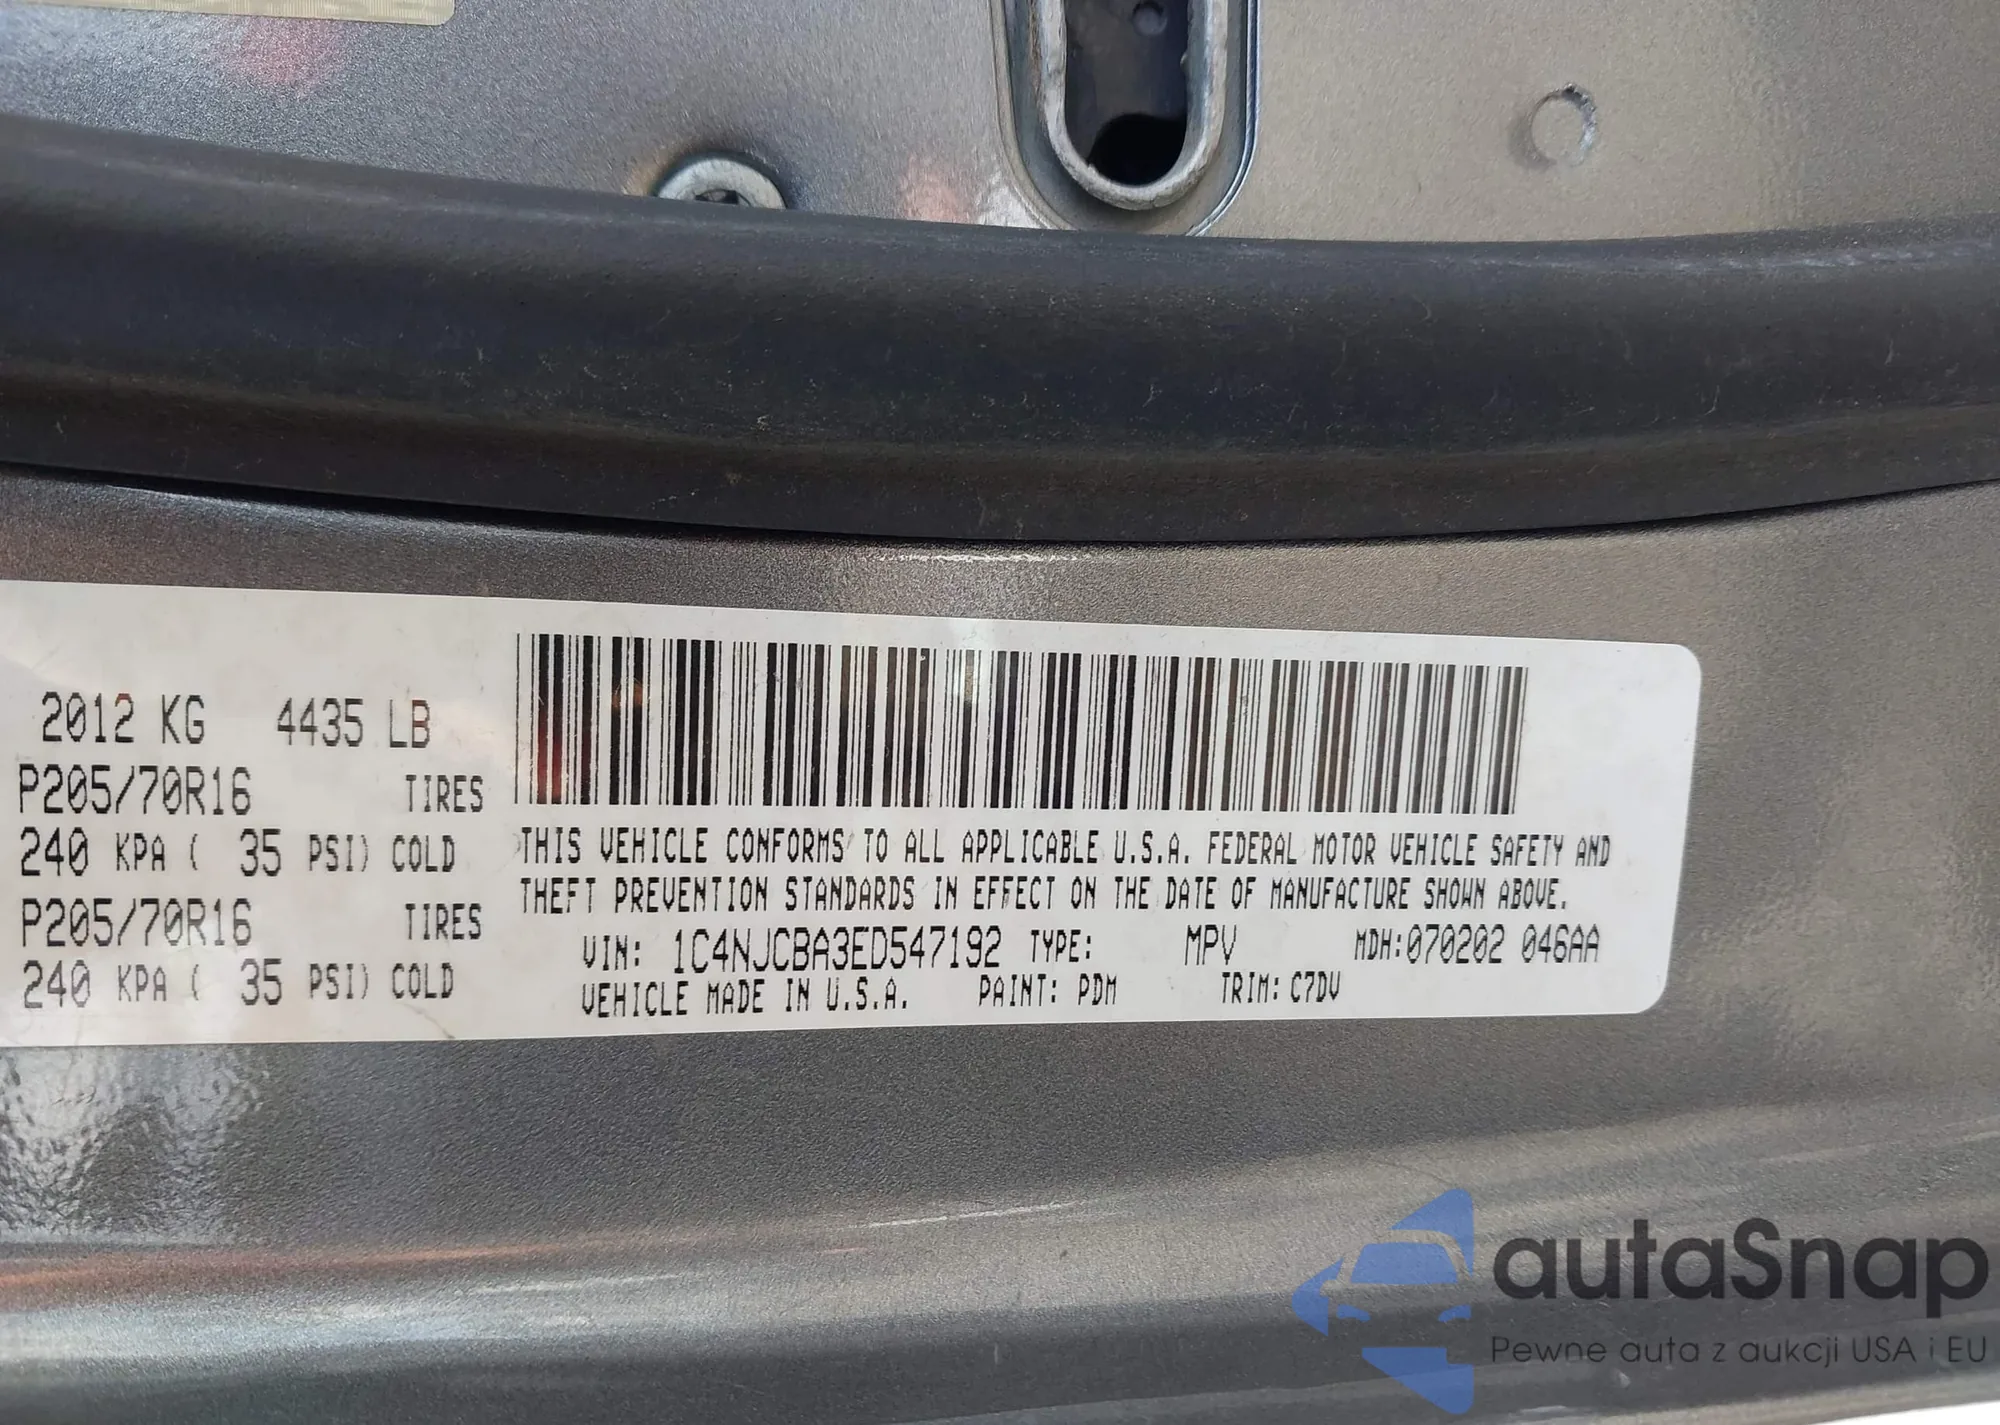 2012 KG 4435 LB
P205/70R16 TIRES
240 KPA ( 35 PSI) COLD
P205/70R16 TIRES
240 KPA ( 35 PSI) COLD
THIS VEHICLE CONFORMS TO ALL APPLICABLE U.S.A. FEDERAL MOTOR VEHICLE SAFETY AND
THEFT PREVENTION STANDARDS IN EFFECT ON THE DATE OF MANUFACTURE SHOWN ABOVE.
VIN: 1C4NJCBA3ED547192 TYPE: MPV MDH:070202 046AA
VEHICLE MADE IN U.S.A. PAINT: PDM TRIM: C7DV
autaSnap
Pewne auta z aukcji USA i EU